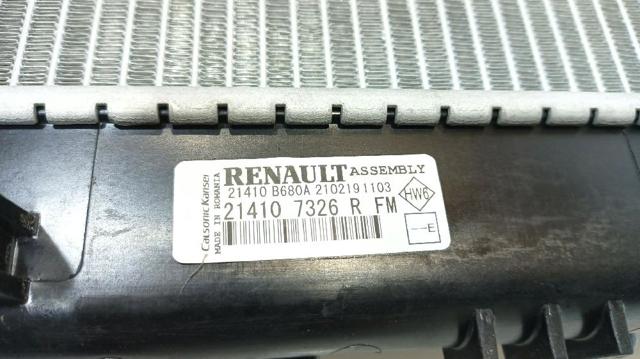 RENAULT ASSEMBLY
21410 B680A 2102191103
21410 7326 R FM
HW6
E
Calsonic Kansei
MADE IN ROMANIA